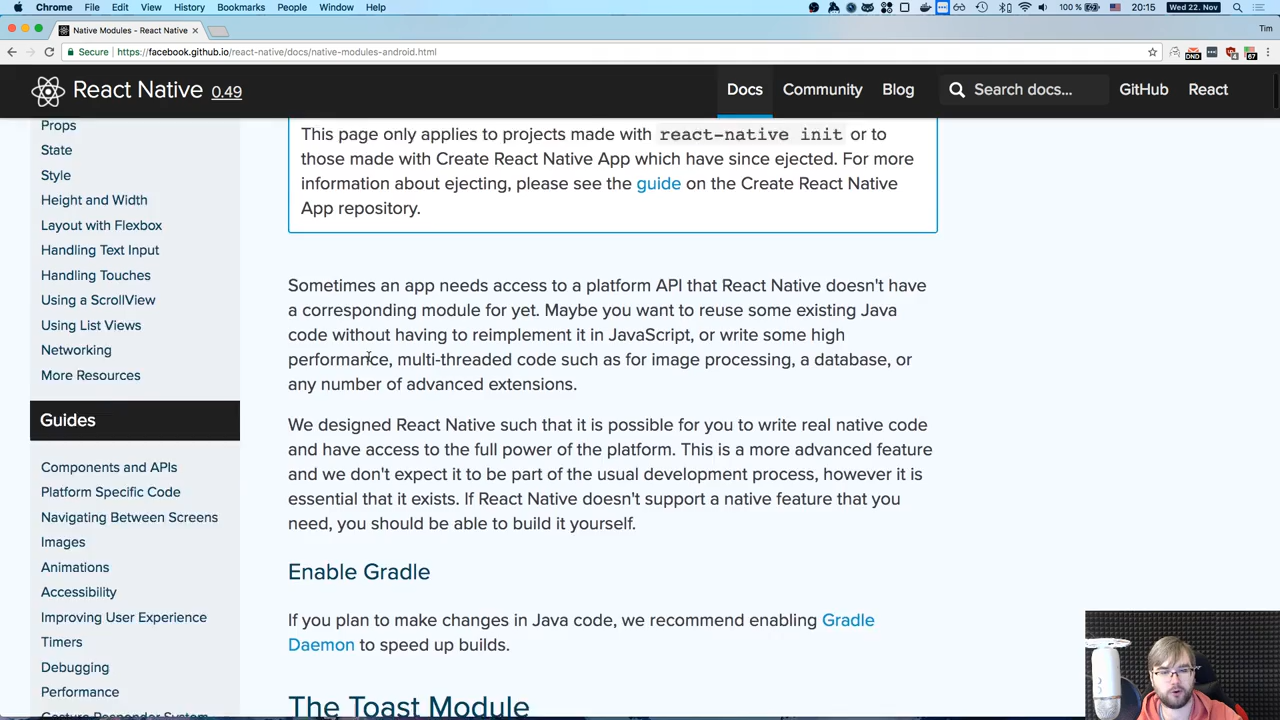 Chrome File Edit View History Bookmarks People Window Help 100 % Wed 22. Nov 20:15
Native Modules - React Native Tim
Secure https://facebook.github.io/react-native/docs/native-modules-android.html
React Native 0.49 Docs Community Blog Search docs... GitHub React
Props
State
Style
Height and Width
Layout with Flexbox
Handling Text Input
Handling Touches
Using a ScrollView
Using List Views
Networking
More Resources
Guides
Components and APIs
Platform Specific Code
Navigating Between Screens
Images
Animations
Accessibility
Improving User Experience
Timers
Debugging
Performance
Gesture Responder System
This page only applies to projects made with react-native init or to
those made with Create React Native App which have since ejected. For more
information about ejecting, please see the guide on the Create React Native
App repository.
Sometimes an app needs access to a platform API that React Native doesn't have
a corresponding module for yet. Maybe you want to reuse some existing Java
code without having to reimplement it in JavaScript, or write some high
performance, multi-threaded code such as for image processing, a database, or
any number of advanced extensions.
We designed React Native such that it is possible for you to write real native code
and have access to the full power of the platform. This is a more advanced feature
and we don't expect it to be part of the usual development process, however it is
essential that it exists. If React Native doesn't support a native feature that you
need, you should be able to build it yourself.
Enable Gradle
If you plan to make changes in Java code, we recommend enabling Gradle
Daemon to speed up builds.
The Toast Module